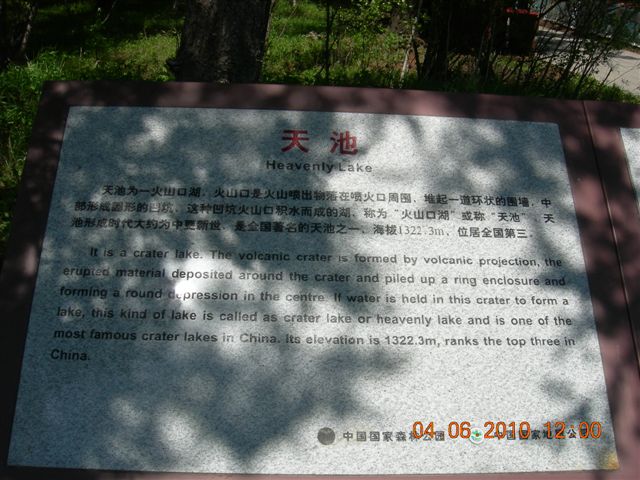 天池
Heavenly Lake
天池为一火山口湖。火山口是火山喷出物落在喷火口周围，堆起一道环状的围墙，中
部形成圆形的凹坑。这种凹坑火山口积水而成的湖，称为“火山口湖”或称“天池”，天
池形成时代大约为中更新世，是全国著名的天池之一，海拔1322.3m，位居全国第三。
It is a crater lake. The volcanic crater is formed by volcanic projection, the
erupted material deposited around the crater and piled up a ring enclosure and
forming a round depression in the centre. If water is held in this crater to form a
lake, this kind of lake is called as crater lake or heavenly lake and is one of the
most famous crater lakes in China. Its elevation is 1322.3m, ranks the top three in
China.
中国国家森林公园 中国国家地质公园
04 06 2010 12:00